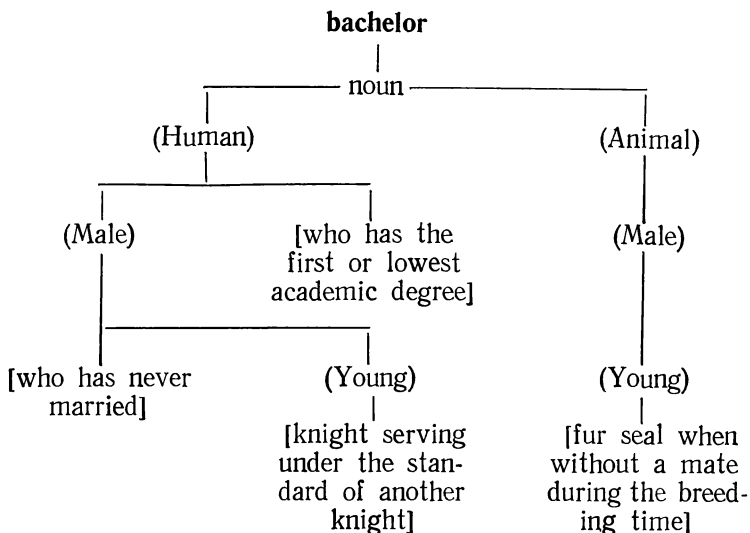 bachelor
noun
(Human)
(Animal)
(Male)
[who has the
first or lowest
academic degree]
(Male)
[who has never
married]
(Young)
[knight serving
under the stan-
dard of another
knight]
(Young)
[fur seal when
without a mate
during the breed-
ing time]